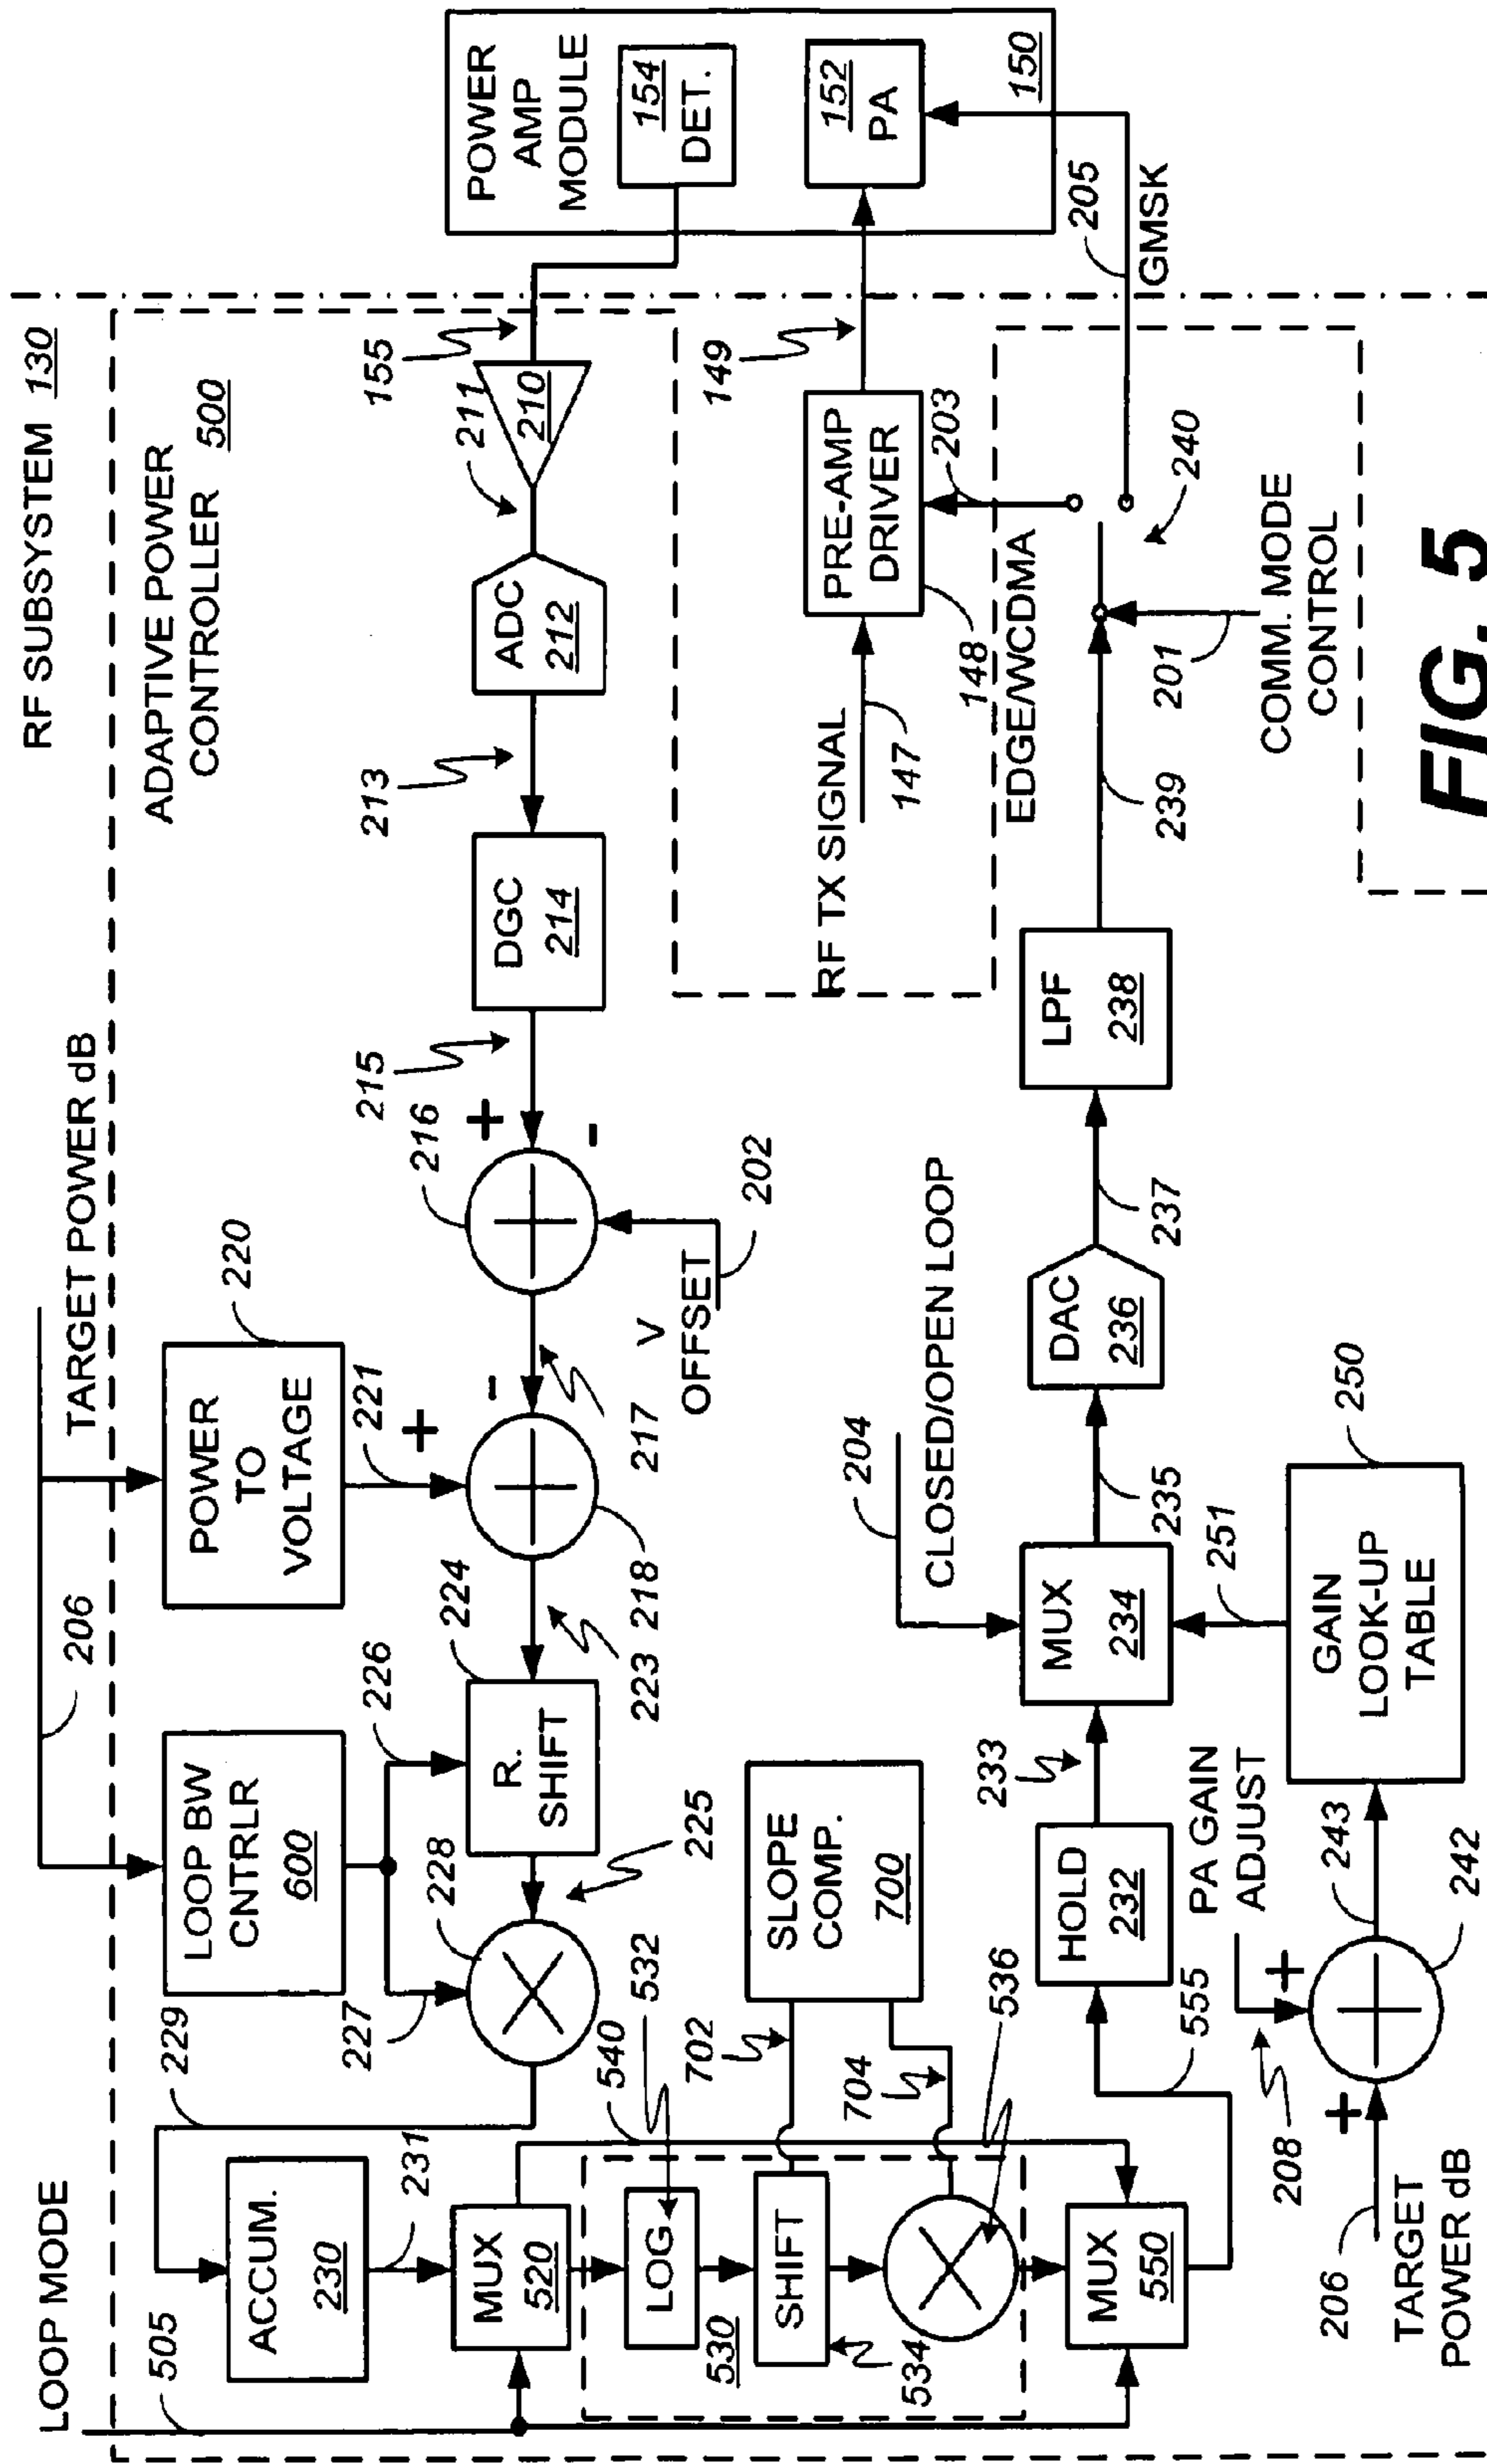 RF SUBSYSTEM 130
ADAPTIVE POWER
CONTROLLER 500
LOOP MODE
505
206
TARGET POWER dB
229
ACCUM.
230
231
LOOP BW
CNTRLR
600
227
226
228
225
R.
SHIFT
224
223
POWER
TO
VOLTAGE
220
221
+
-
218
217
216
+
-
V
OFFSET
202
215
DGC
214
213
ADC
212
211
210
155
POWER
AMP
MODULE
154
DET.
152
PA
150
MUX
520
540
532
LOG
530
SHIFT
534
536
SLOPE
COMP.
700
702
704
MUX
550
555
HOLD
232
233
204
CLOSED/OPEN LOOP
MUX
234
235
DAC
236
237
LPF
238
239
RF TX SIGNAL
147
PRE-AMP
DRIVER
148
149
203
EDGE/WCDMA
240
201
COMM. MODE
CONTROL
205
GMSK
206
TARGET
POWER dB
+
208
+
PA GAIN
ADJUST
242
243
GAIN
LOOK-UP
TABLE
250
251
FIG. 5